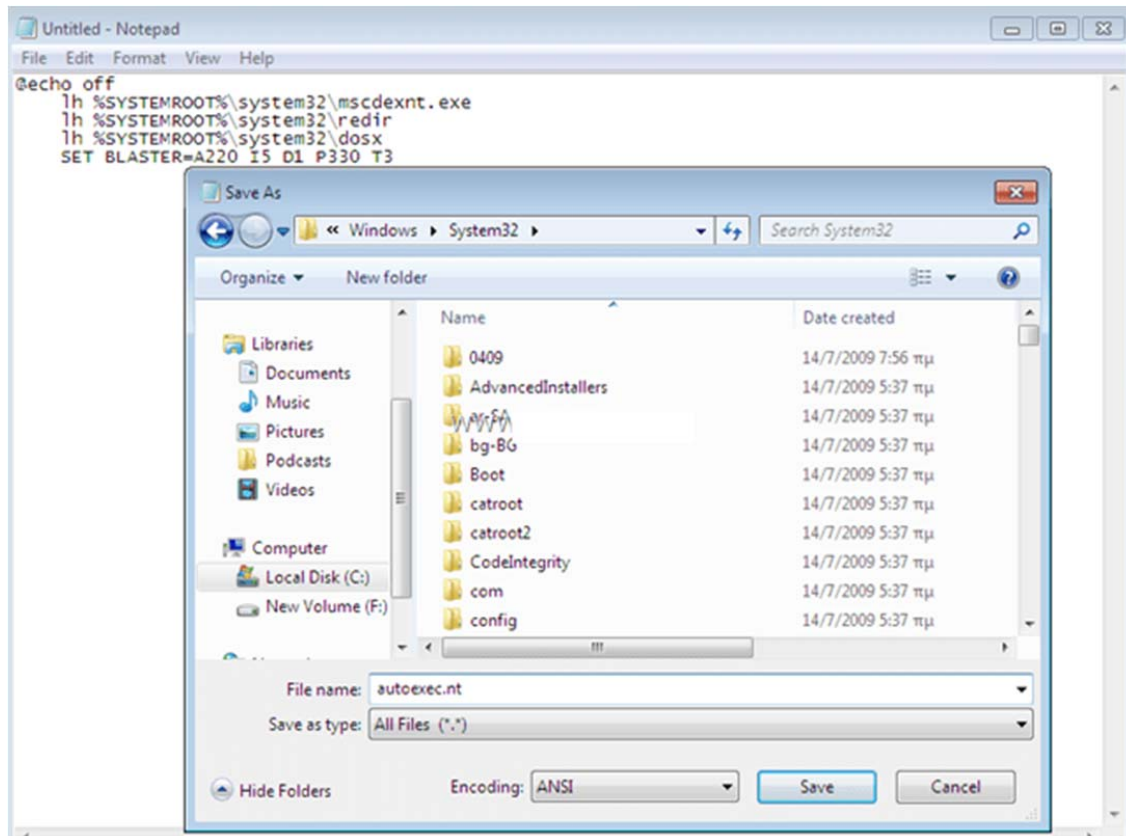 Untitled - Notepad
File Edit Format View Help
@echo off
lh %SYSTEMROOT%\system32\mscdexnt.exe
lh %SYSTEMROOT%\system32\redir
lh %SYSTEMROOT%\system32\dosx
SET BLASTER=A220 I5 D1 P330 T3
Save As
« Windows System32
Search System32
Organize New folder
Name Date created
Libraries
Documents
Music
Pictures
Podcasts
Videos
Computer
Local Disk (C:)
New Volume (F:)
0409 14/7/2009 7:56 πμ
AdvancedInstallers 14/7/2009 5:37 πμ
ar-SA 14/7/2009 5:37 πμ
bg-BG 14/7/2009 5:37 πμ
Boot 14/7/2009 5:37 πμ
catroot 14/7/2009 5:37 πμ
catroot2 14/7/2009 5:37 πμ
CodeIntegrity 14/7/2009 5:37 πμ
com 14/7/2009 5:37 πμ
config 14/7/2009 5:37 πμ
File name: autoexec.nt
Save as type: All Files (*.*)
Hide Folders
Encoding: ANSI
Save
Cancel